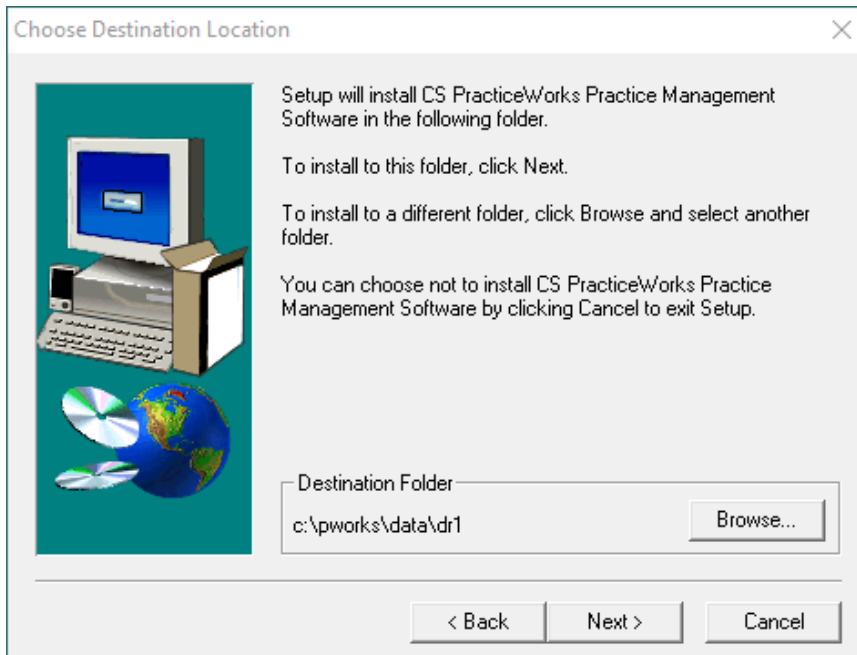 Choose Destination Location
Setup will install CS PracticeWorks Practice Management
Software in the following folder.
To install to this folder, click Next.
To install to a different folder, click Browse and select another
folder.
You can choose not to install CS PracticeWorks Practice
Management Software by clicking Cancel to exit Setup.
Destination Folder
c:\pworks\data\dr1
Browse...
< Back
Next >
Cancel